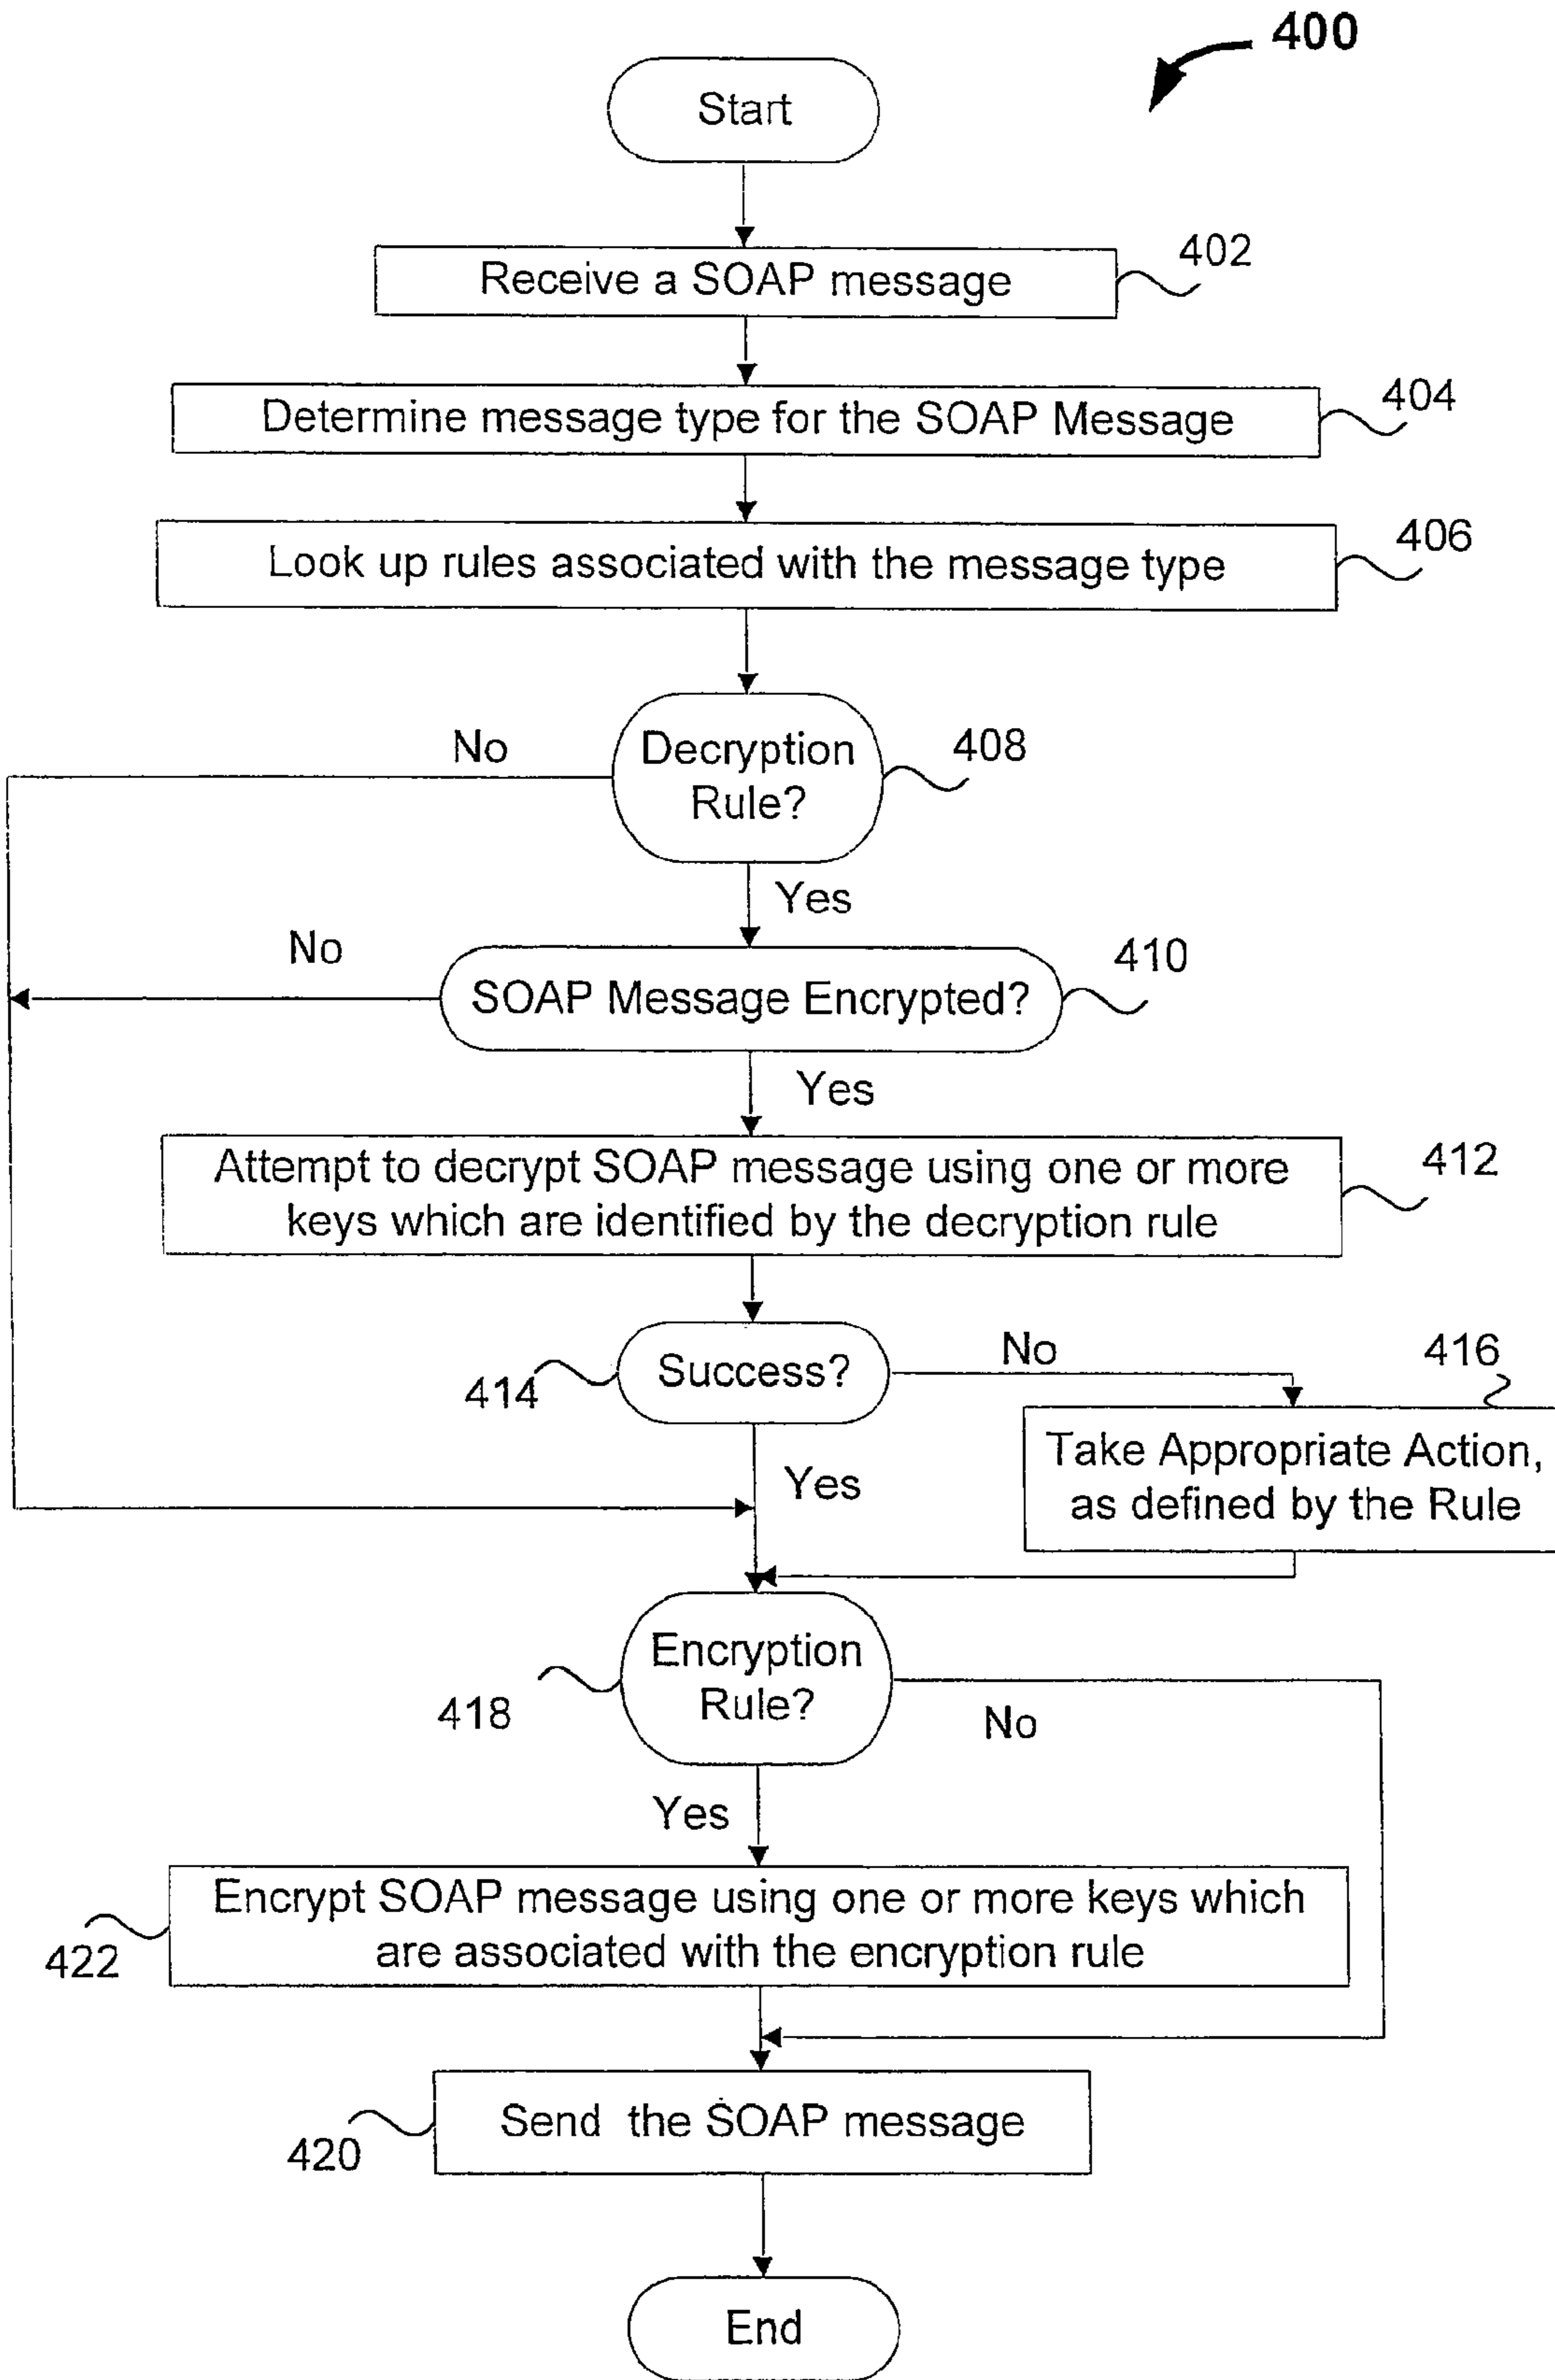 400
Start
Receive a SOAP message
402
Determine message type for the SOAP Message
404
Look up rules associated with the message type
406
Decryption
Rule?
408
No
Yes
SOAP Message Encrypted?
410
No
Yes
Attempt to decrypt SOAP message using one or more
keys which are identified by the decryption rule
412
Success?
414
No
416
Take Appropriate Action,
as defined by the Rule
Yes
Encryption
Rule?
418
No
Yes
Encrypt SOAP message using one or more keys which
are associated with the encryption rule
422
Send the SOAP message
420
End